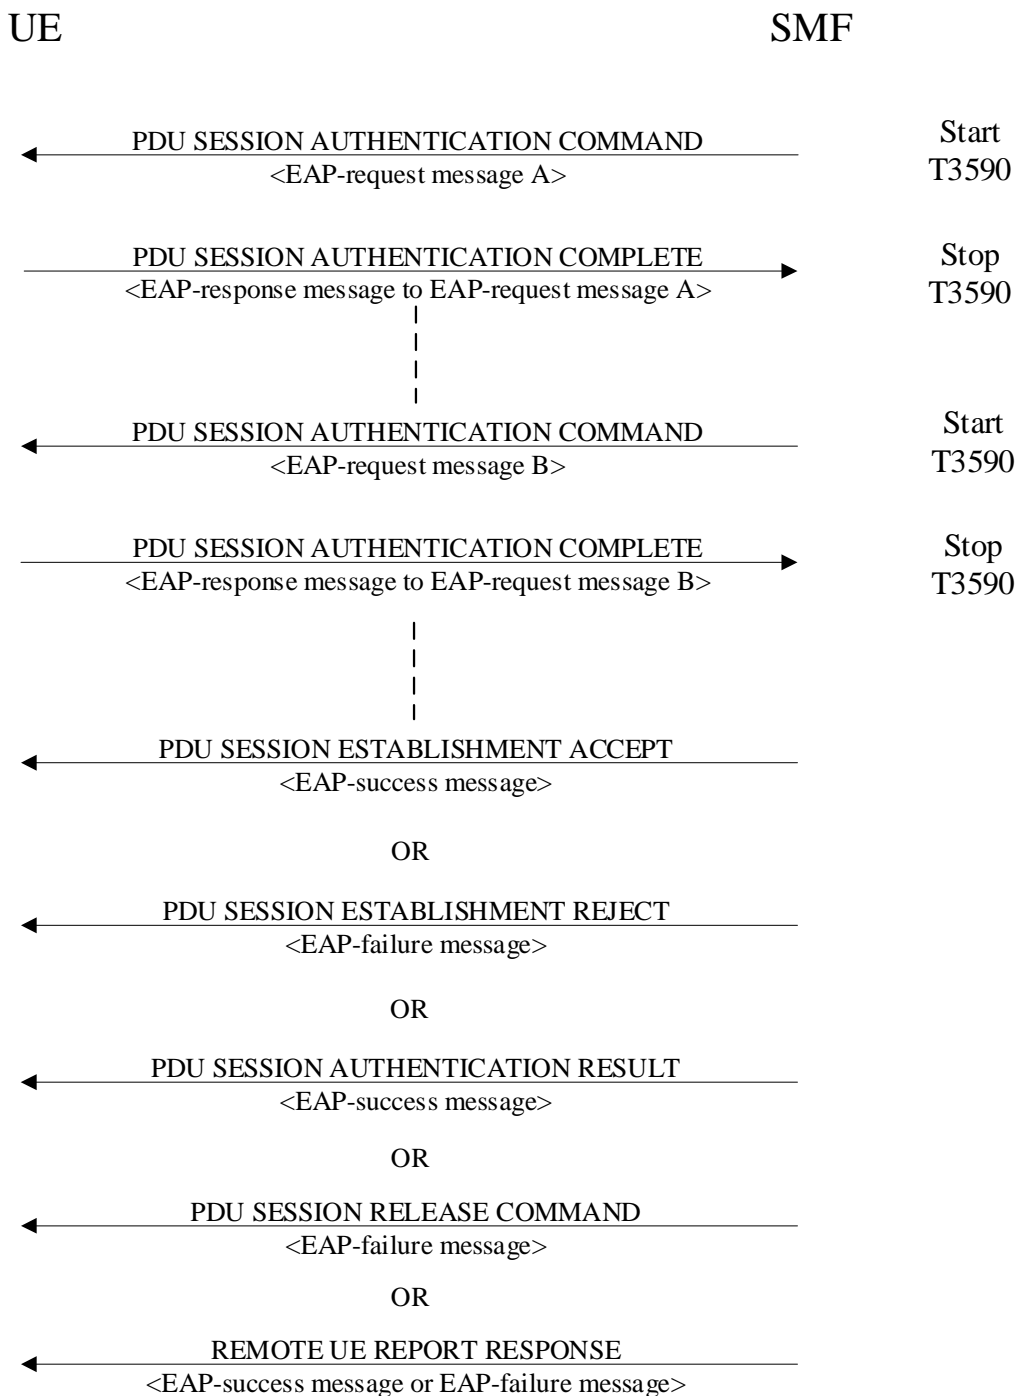 UE SMF
PDU SESSION AUTHENTICATION COMMAND
<EAP-request message A>
Start
T3590
PDU SESSION AUTHENTICATION COMPLETE
<EAP-response message to EAP-request message A>
Stop
T3590
PDU SESSION AUTHENTICATION COMMAND
<EAP-request message B>
Start
T3590
PDU SESSION AUTHENTICATION COMPLETE
<EAP-response message to EAP-request message B>
Stop
T3590
PDU SESSION ESTABLISHMENT ACCEPT
<EAP-success message>
OR
PDU SESSION ESTABLISHMENT REJECT
<EAP-failure message>
OR
PDU SESSION AUTHENTICATION RESULT
<EAP-success message>
OR
PDU SESSION RELEASE COMMAND
<EAP-failure message>
OR
REMOTE UE REPORT RESPONSE
<EAP-success message or EAP-failure message>